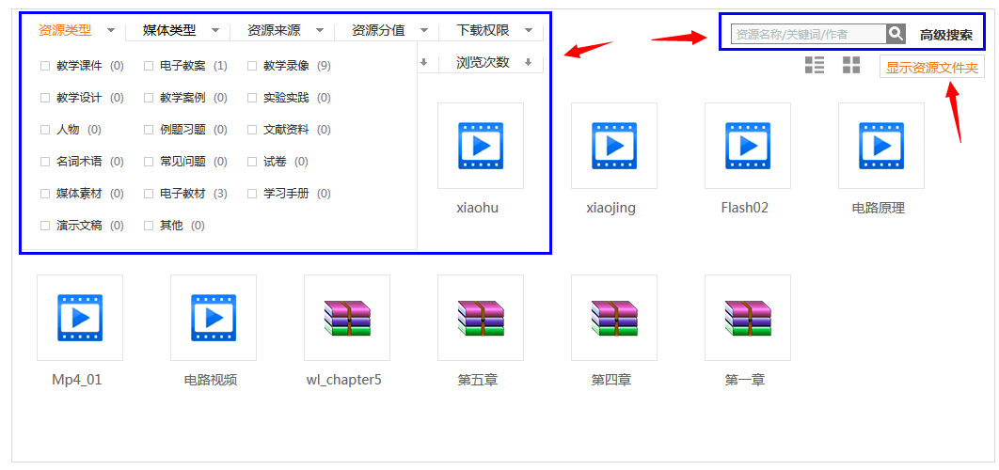 资源类型 媒体类型 资源来源 资源分值 下载权限
资源名称/关键词/作者 高级搜索
浏览次数
显示资源文件夹
教学课件 (0) 电子教案 (1) 教学录像 (9)
教学设计 (0) 教学案例 (0) 实验实践 (0)
人物 (0) 例题习题 (0) 文献资料 (0)
名词术语 (0) 常见问题 (0) 试卷 (0)
媒体素材 (0) 电子教材 (3) 学习手册 (0)
演示文稿 (0) 其他 (0)
xiaohu xiaojing Flash02 电路原理
Mp4_01 电路视频 wl_chapter5 第五章 第四章 第一章